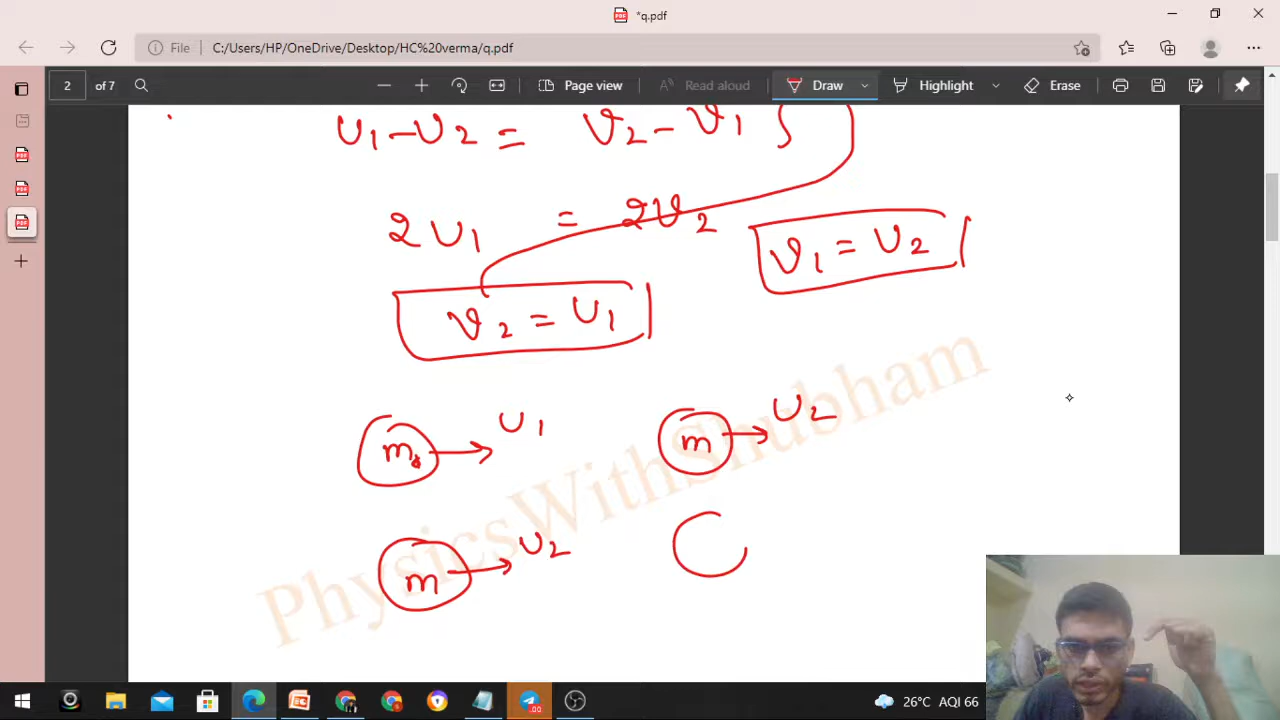 *q.pdf
File C:/Users/HP/OneDrive/Desktop/HC%20verma/q.pdf
2 of 7 Page view Read aloud Draw Highlight Erase
U1 - U2 = V2 - V1
2U1 = 2V2
V1 = U2
V2 = U1
m U1 m U2
m U2
PhysicsWithShubham
26°C AQI 66